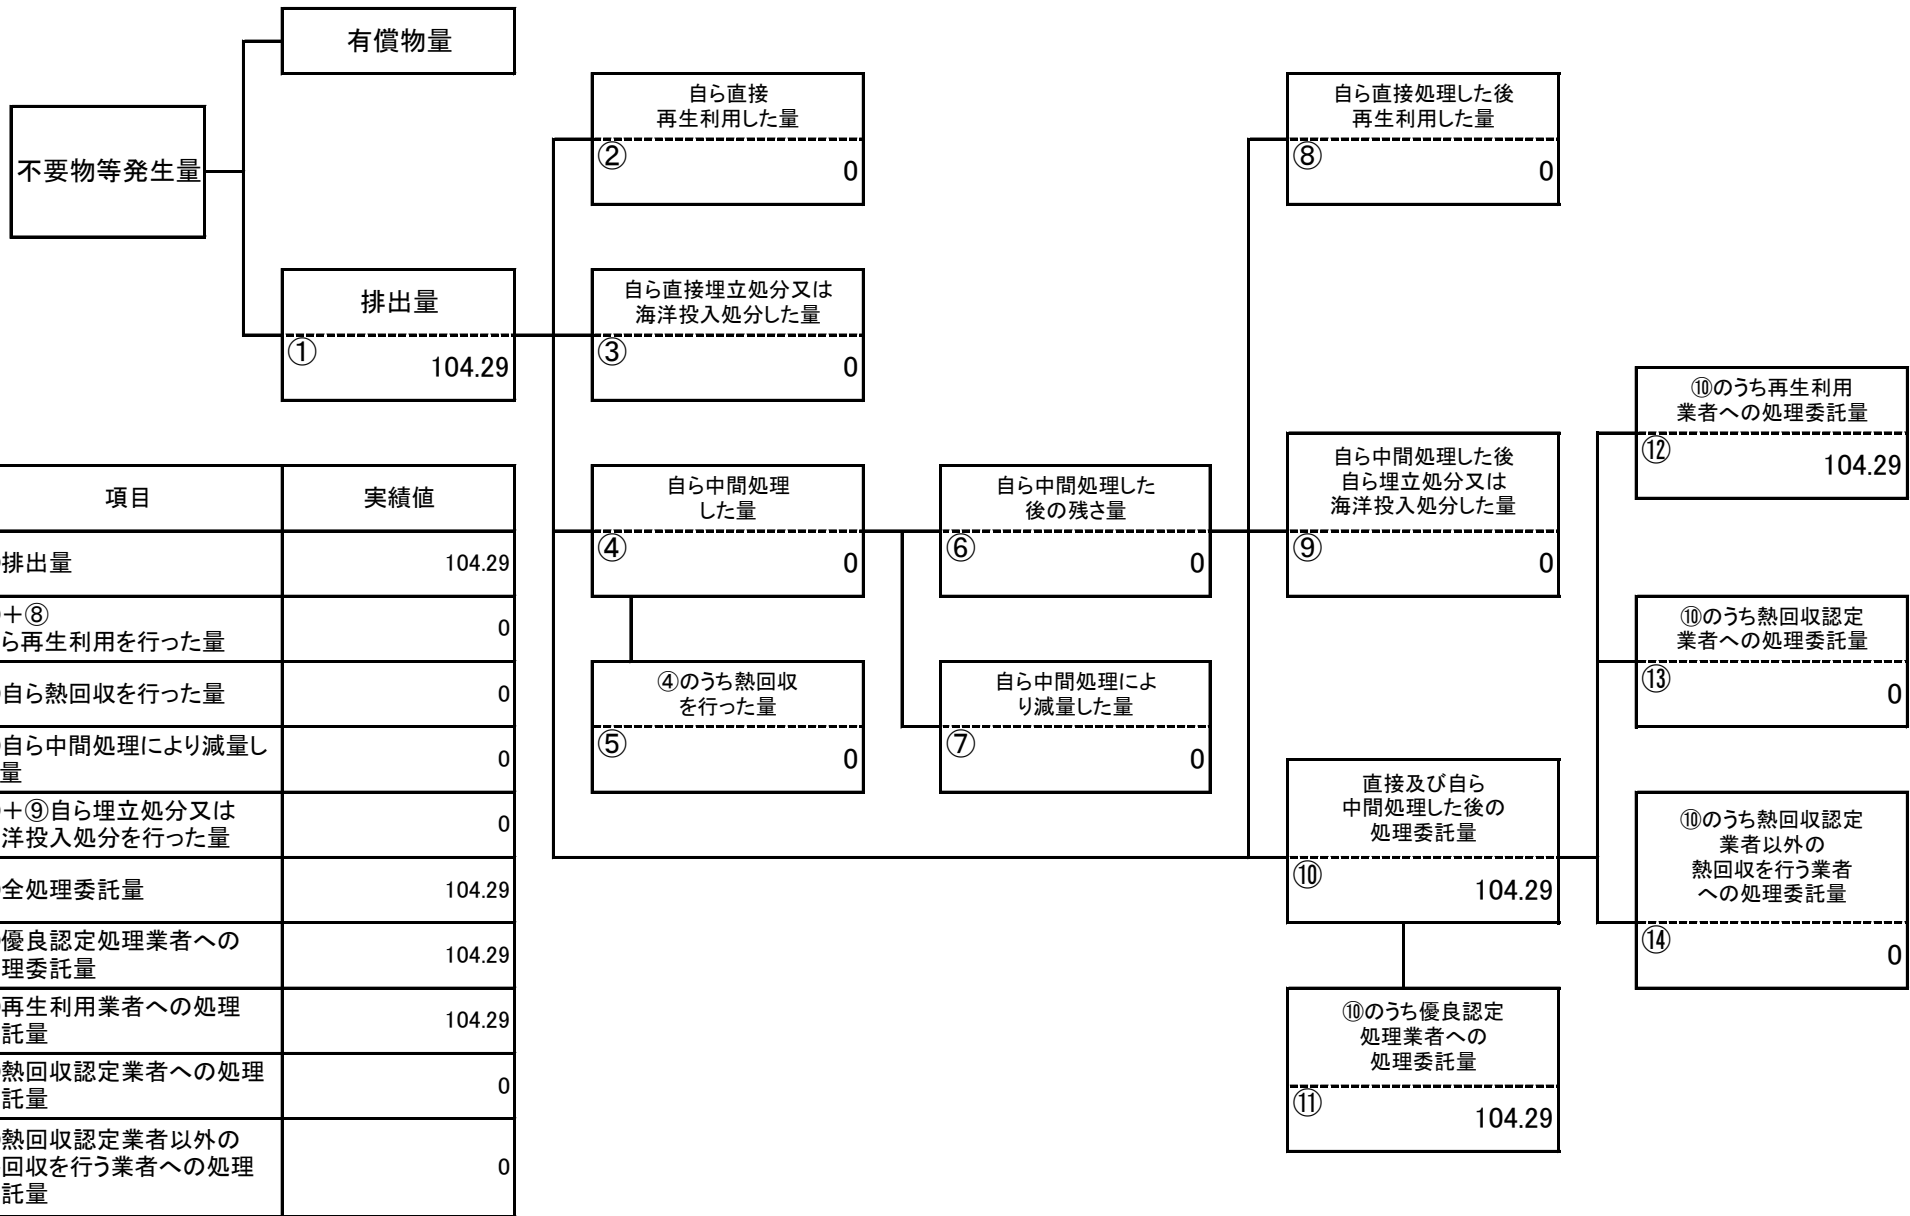 有償物量
不要物等発生量
排出量
①
104.29
自ら直接
再生利用した量
②
0
自ら直接埋立処分又は
海洋投入処分した量
③
0
自ら中間処理
した量
④
0
④のうち熱回収
を行った量
⑤
0
自ら中間処理した
後の残さ量
⑥
0
自ら中間処理によ
り減量した量
⑦
0
自ら直接処理した後
再生利用した量
⑧
0
自ら中間処理した後
自ら埋立処分又は
海洋投入処分した量
⑨
0
直接及び自ら
中間処理した後の
処理委託量
⑩
104.29
⑩のうち優良認定
処理業者への
処理委託量
⑪
104.29
⑩のうち再生利用
業者への処理委託量
⑫
104.29
⑩のうち熱回収認定
業者への処理委託量
⑬
0
⑩のうち熱回収認定
業者以外の
熱回収を行う業者
への処理委託量
⑭
0
項目 実績値
排出量 104.29
+⑧
ら再生利用を行った量 0
自ら熱回収を行った量 0
自ら中間処理により減量し
量 0
+⑨自ら埋立処分又は
洋投入処分を行った量 0
全処理委託量 104.29
優良認定処理業者への
理委託量 104.29
再生利用業者への処理
託量 104.29
熱回収認定業者への処理
託量 0
熱回収認定業者以外の
回収を行う業者への処理
託量 0